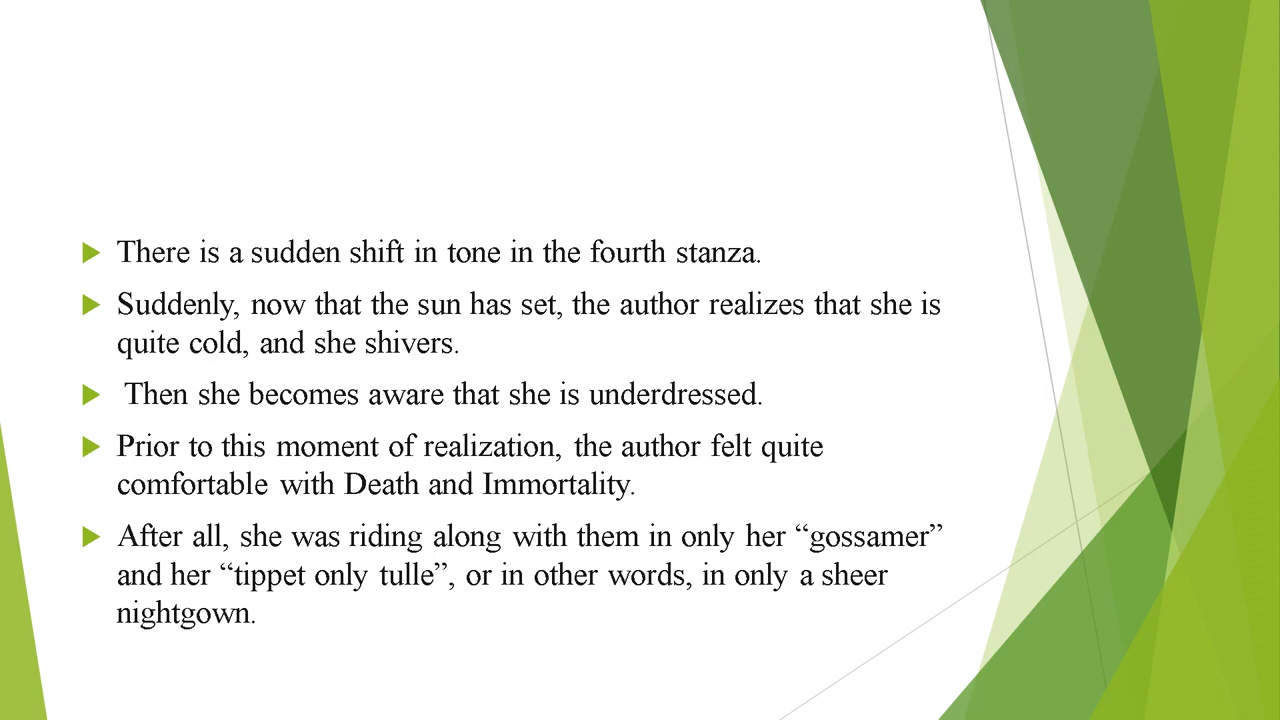 There is a sudden shift in tone in the fourth stanza.
Suddenly, now that the sun has set, the author realizes that she is
quite cold, and she shivers.
Then she becomes aware that she is underdressed.
Prior to this moment of realization, the author felt quite
comfortable with Death and Immortality.
After all, she was riding along with them in only her “gossamer”
and her “tippet only tulle”, or in other words, in only a sheer
nightgown.